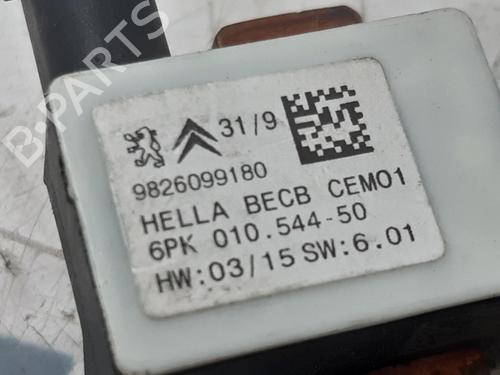 B-PARTS
31/9
9826099180
HELLA BECB CEM01
6PK 010.544-50
HW:03/15 SW:6.01